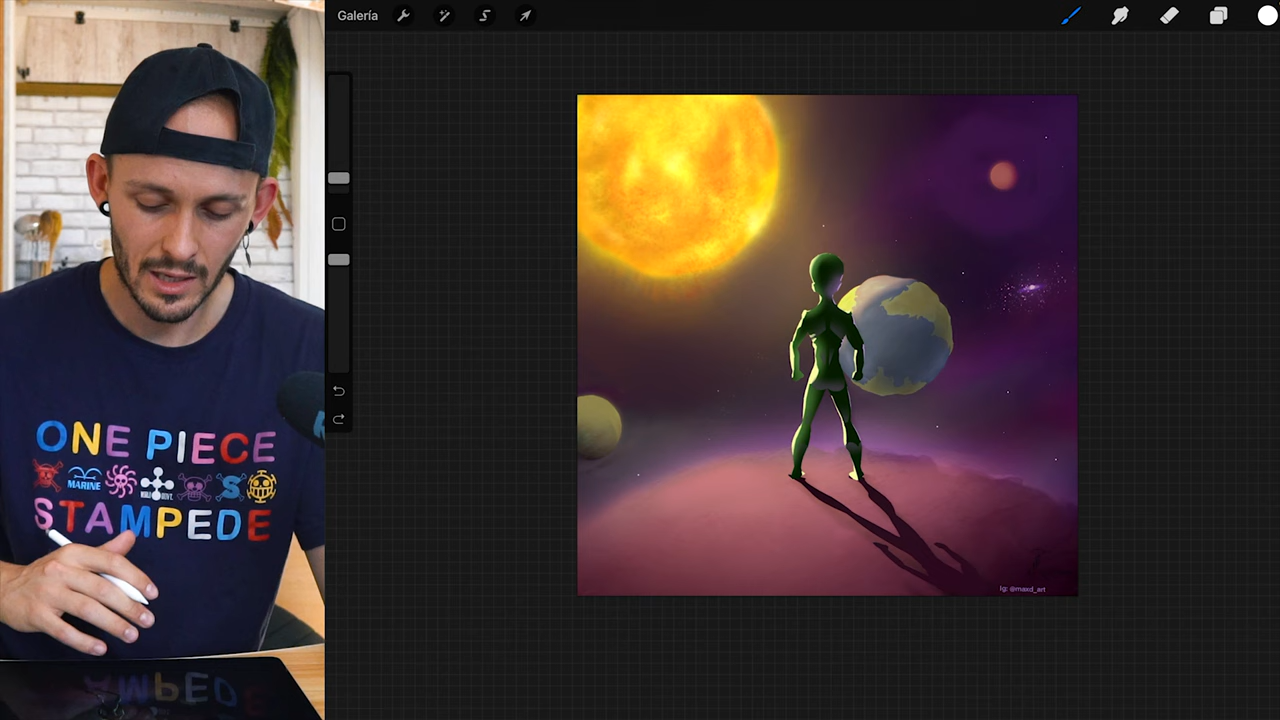 Galería
ONE PIECE
MARINE
S
STAMPEDE
Ig: @maxd_art